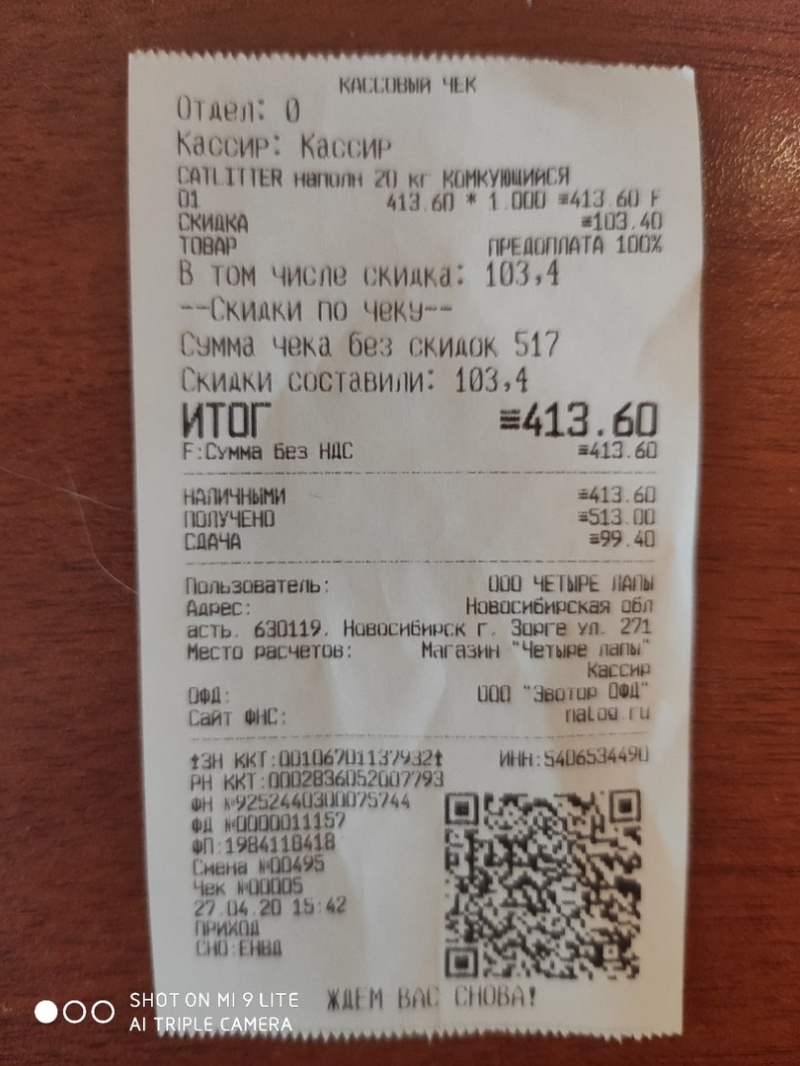 КАССОВЫЙ ЧЕК
Отдел: 0
Кассир: Кассир
CATLITTER наполн 20 кг КОМКУЮЩИЙСЯ
01 413.60 * 1.000 ≡413.60 F
СКИДКА ≡103.40
ТОВАР ПРЕДОПЛАТА 100%
В том числе скидка: 103,4
--Скидки по чеку--
Сумма чека без скидок 517
Скидки составили: 103,4
ИТОГ ≡413.60
F:Сумма без НДС ≡413.60
НАЛИЧНЫМИ ≡413.60
ПОЛУЧЕНО ≡513.00
СДАЧА ≡99.40
Пользователь: ООО ЧЕТЫРЕ ЛАПЫ
Адрес: Новосибирская обл
асть, 630119, Новосибирск г, Зорге ул, 271
Место расчетов: Магазин "Четыре лапы"
Кассир
ОФД: ООО "Эвотор ОФД"
Сайт ФНС: nalog.ru
ЗН ККТ:00106701137932 ИНН:5406534490
РН ККТ:0002836052007793
ФН №9252440300075744
ФД №0000011157
ФП:1984118418
Смена №00495
Чек №00005
27.04.20 15:42
ПРИХОД
СНО:ЕНВД
ЖДЕМ ВАС СНОВА!
SHOT ON MI 9 LITE
AI TRIPLE CAMERA